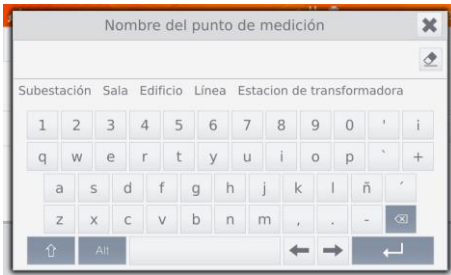 Nombre del punto de medición
Subestación Sala Edificio Línea Estacion de transformadora
1 2 3 4 5 6 7 8 9 0 ' ¡
q w e r t y u i o p ` +
a s d f g h j k l ñ ´
z x c v b n m , . -
Alt